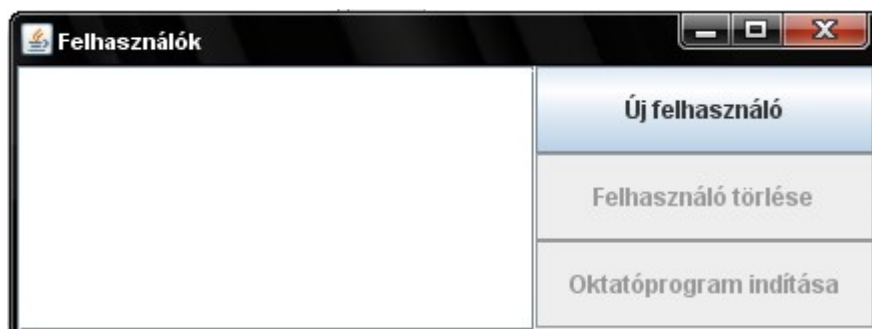 Felhasználók
Új felhasználó
Felhasználó törlése
Oktatóprogram indítása